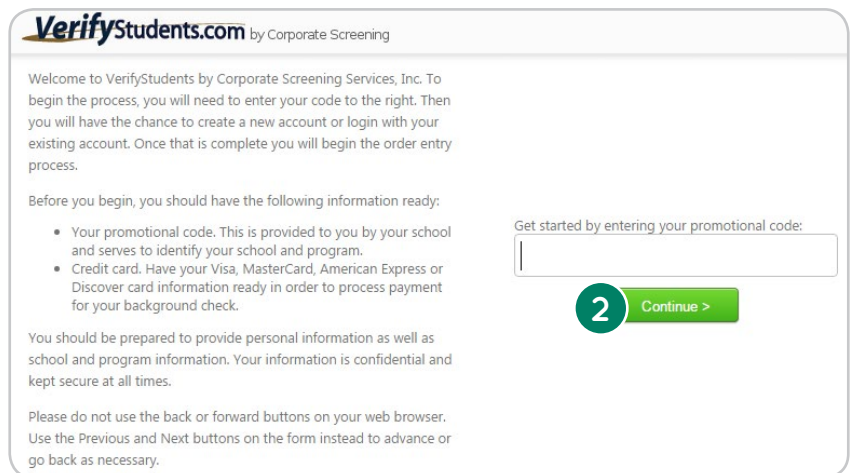 VerifyStudents.com by Corporate Screening
Welcome to VerifyStudents by Corporate Screening Services, Inc. To
begin the process, you will need to enter your code to the right. Then
you will have the chance to create a new account or login with your
existing account. Once that is complete you will begin the order entry
process.
Before you begin, you should have the following information ready:
• Your promotional code. This is provided to you by your school
and serves to identify your school and program.
• Credit card. Have your Visa, MasterCard, American Express or
Discover card information ready in order to process payment
for your background check.
You should be prepared to provide personal information as well as
school and program information. Your information is confidential and
kept secure at all times.
Please do not use the back or forward buttons on your web browser.
Use the Previous and Next buttons on the form instead to advance or
go back as necessary.
Get started by entering your promotional code:
2 Continue >